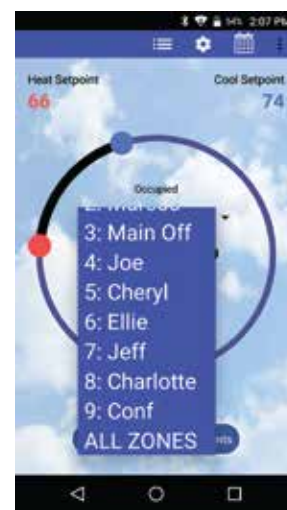 54% 2:07 PM
Heat Setpoint Cool Setpoint
66 74
Occupied
3: Main Off
4: Joe
5: Cheryl
6: Ellie
7: Jeff
8: Charlotte
9: Conf
ALL ZONES